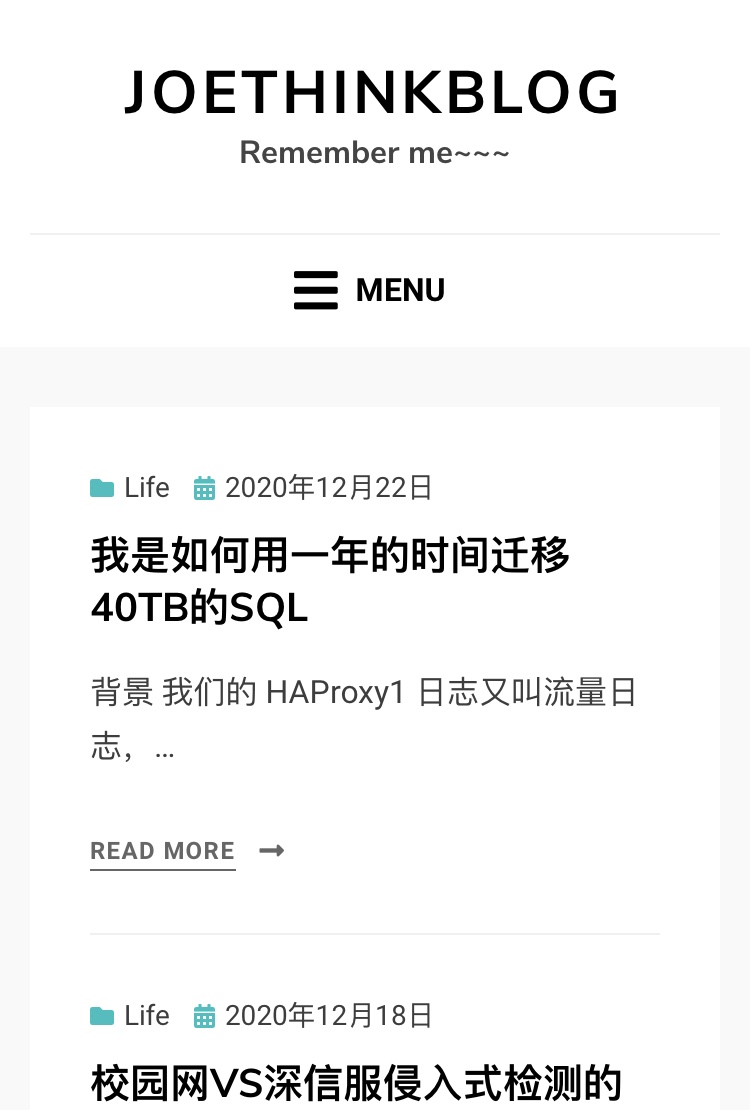 JOETHINKBLOG
Remember me~~~
MENU
Life 2020年12月22日
我是如何用一年的时间迁移
40TB的SQL
背景 我们的 HAProxy1 日志又叫流量日
志，...
READ MORE
Life 2020年12月18日
校园网VS深信服侵入式检测的